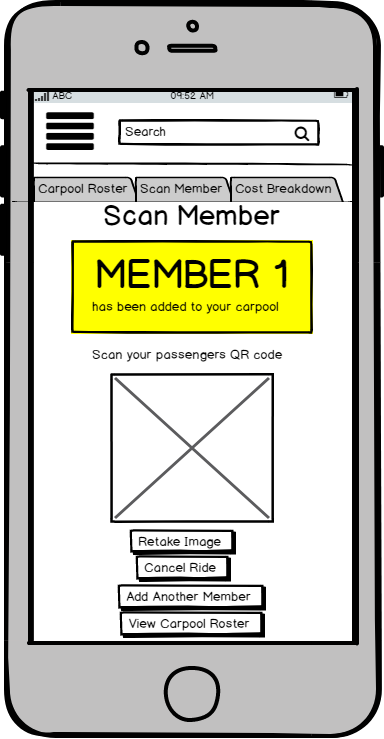 ABC 09:52 AM
Search
Carpool Roster Scan Member Cost Breakdown
Scan Member
MEMBER 1
has been added to your carpool
Scan your passengers QR code
Retake Image
Cancel Ride
Add Another Member
View Carpool Roster